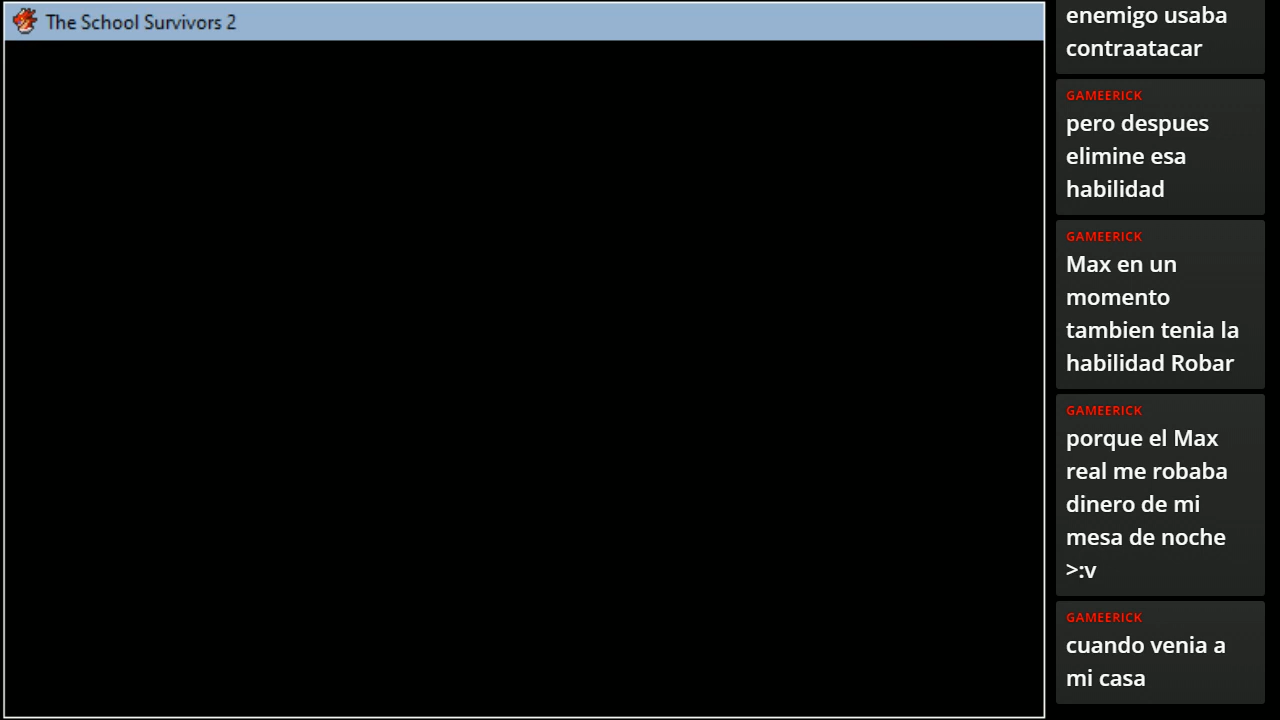 The School Survivors 2
enemigo usaba
contraatacar
GAMEERICK
pero despues
elimine esa
habilidad
GAMEERICK
Max en un
momento
tambien tenia la
habilidad Robar
GAMEERICK
porque el Max
real me robaba
dinero de mi
mesa de noche
>:v
GAMEERICK
cuando venia a
mi casa